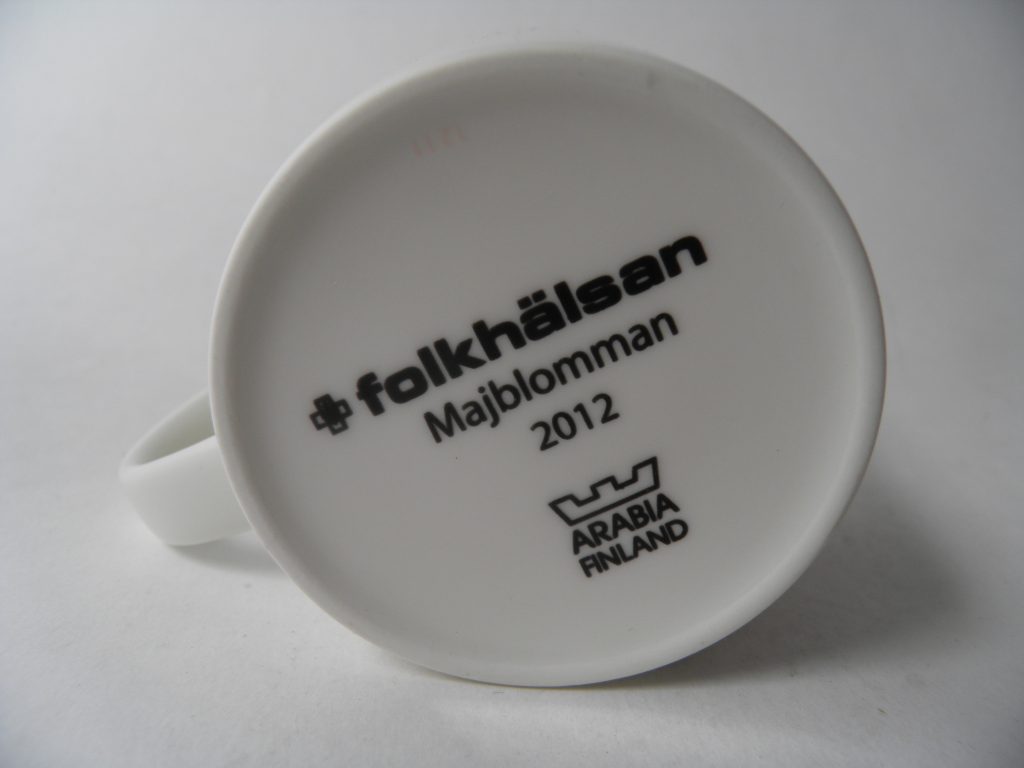 folkhälsan
Majblomman
2012
ARABIA
FINLAND